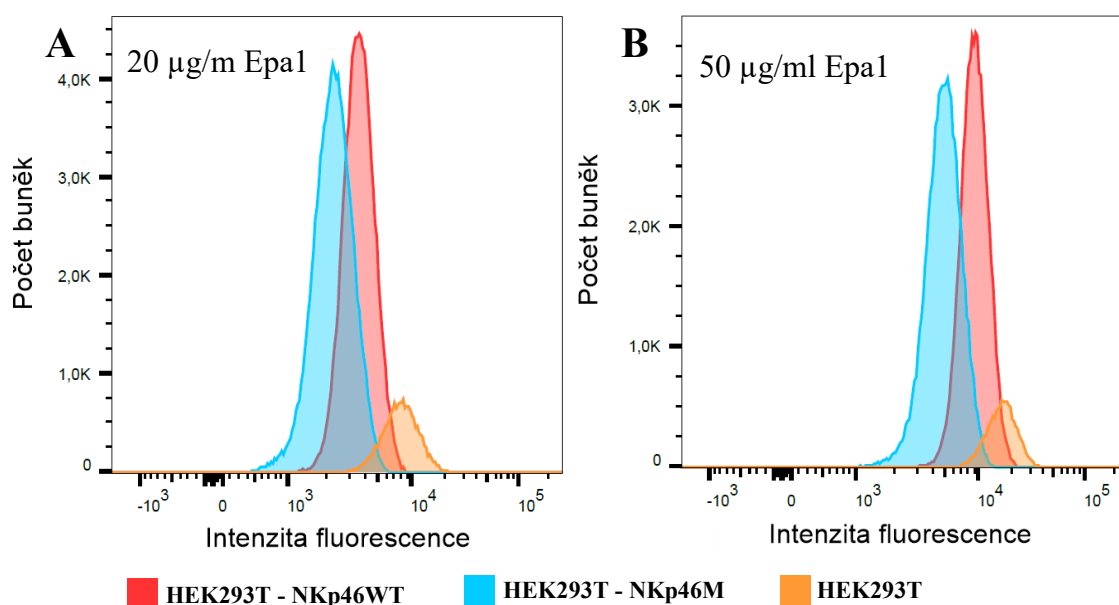 A
20 µg/m Epa1
4,0K
3,0K
2,0K
1,0K
0
Počet buněk
-10³ 0 10³ 10⁴ 10⁵
Intenzita fluorescence
B
50 µg/ml Epa1
3,0K
2,0K
1,0K
0
Počet buněk
-10³ 0 10³ 10⁴ 10⁵
Intenzita fluorescence
HEK293T - NKp46WT HEK293T - NKp46M HEK293T